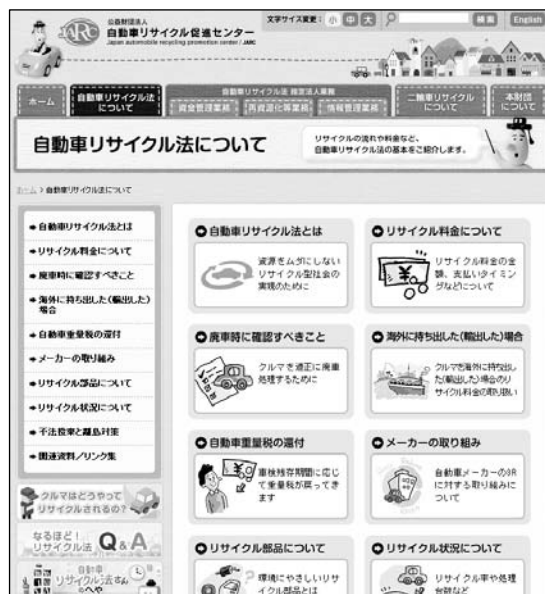 公益財団法人
自動車リサイクル促進センター
Japan automobile recycling promotion center / JARC
JARC
文字サイズ変更： 小 中 大
検索
English
ホーム
自動車リサイクル法
について
自動車リサイクル法 指定法人業務
資金管理業務
再資源化等業務
情報管理業務
二輪車リサイクル
について
本財団
について
自動車リサイクル法について
リサイクルの流れや料金など、
自動車リサイクル法の基本をご紹介します。
ホーム > 自動車リサイクル法について
自動車リサイクル法とは
リサイクル料金について
廃車時に確認すべきこと
海外に持ち出した(輸出した)
場合
自動車重量税の還付
メーカーの取り組み
リサイクル部品について
リサイクル状況について
不法投棄と離島対策
関連資料／リンク集
クルマはどうやって
リサイクルされるの?
なるほど!
リサイクル法 Q&A
自動車
リサイクル法さん
のへや
自動車リサイクル法とは
資源をムダにしない
リサイクル型社会の
実現のために
リサイクル料金について
リサイクル料金の金
額、支払いタイミン
グなどについて
廃車時に確認すべきこと
クルマを適正に廃車
処理するために
海外に持ち出した(輸出した)場合
クルマを海外に持ち出し
た(輸出した)場合のリ
サイクル料金の取り扱い
自動車重量税の還付
車検残存期間に応じ
て重量税が戻ってき
ます
メーカーの取り組み
自動車メーカーの3R
に対する取り組みに
ついて
リサイクル部品について
環境にやさしいリサ
イクル部品とは
リサイクル状況について
リサイクル率や処理
台数など